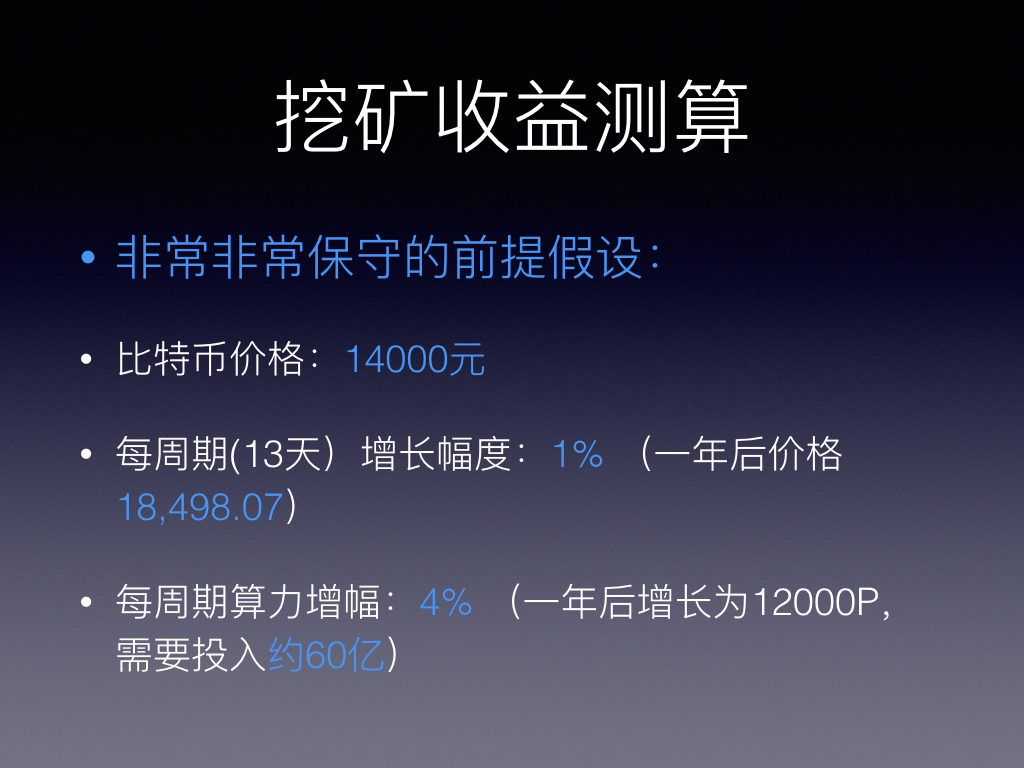 挖矿收益测算
• 非常非常保守的前提假设：
• 比特币价格：14000元
• 每周期(13天）增长幅度：1% （一年后价格
18,498.07）
• 每周期算力增幅：4% （一年后增长为12000P，
需要投入约60亿）